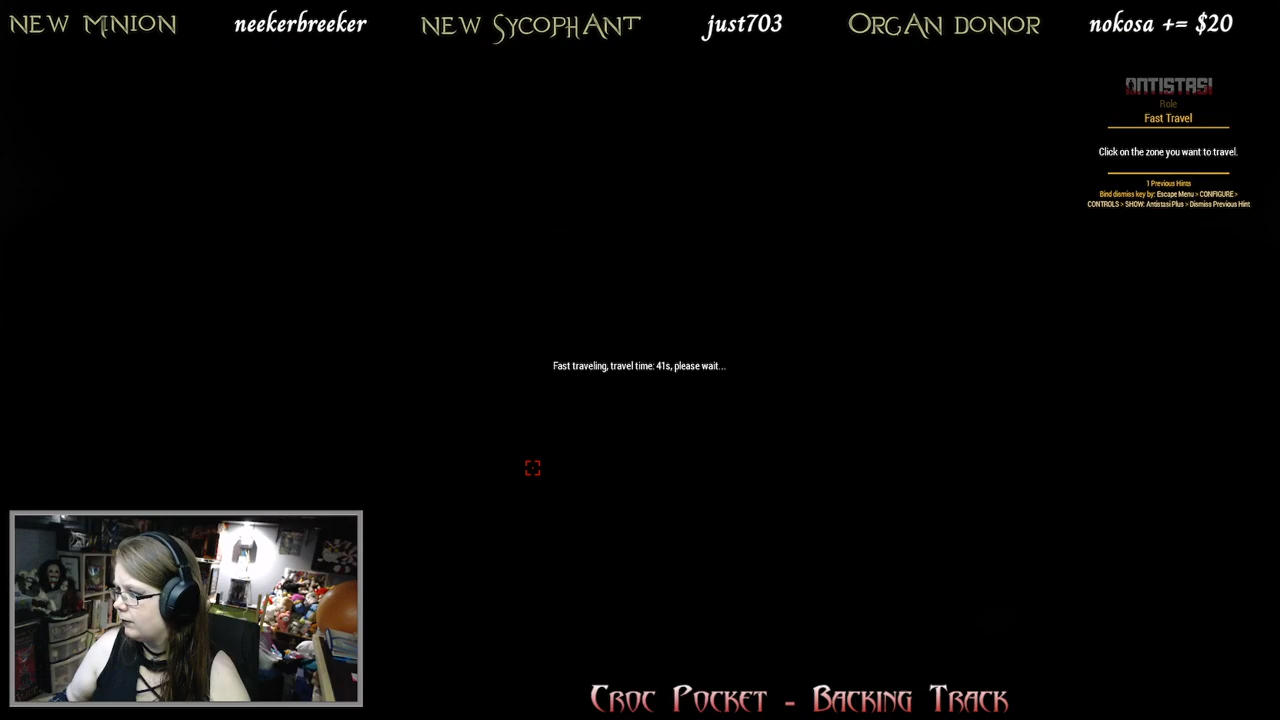 NEW MINION neekerbreeker NEW SYCOPHANT just703 ORGAN DONOR nokosa += $20
ANTISTASI
Role
Fast Travel
Click on the zone you want to travel.
1 Previous Hints
Bind dismiss key by: Escape Menu > CONFIGURE >
CONTROLS > SHOW: Antistasi Plus > Dismiss Previous Hint
Fast traveling, travel time: 41s, please wait...
Croc Pocket - Backing Track